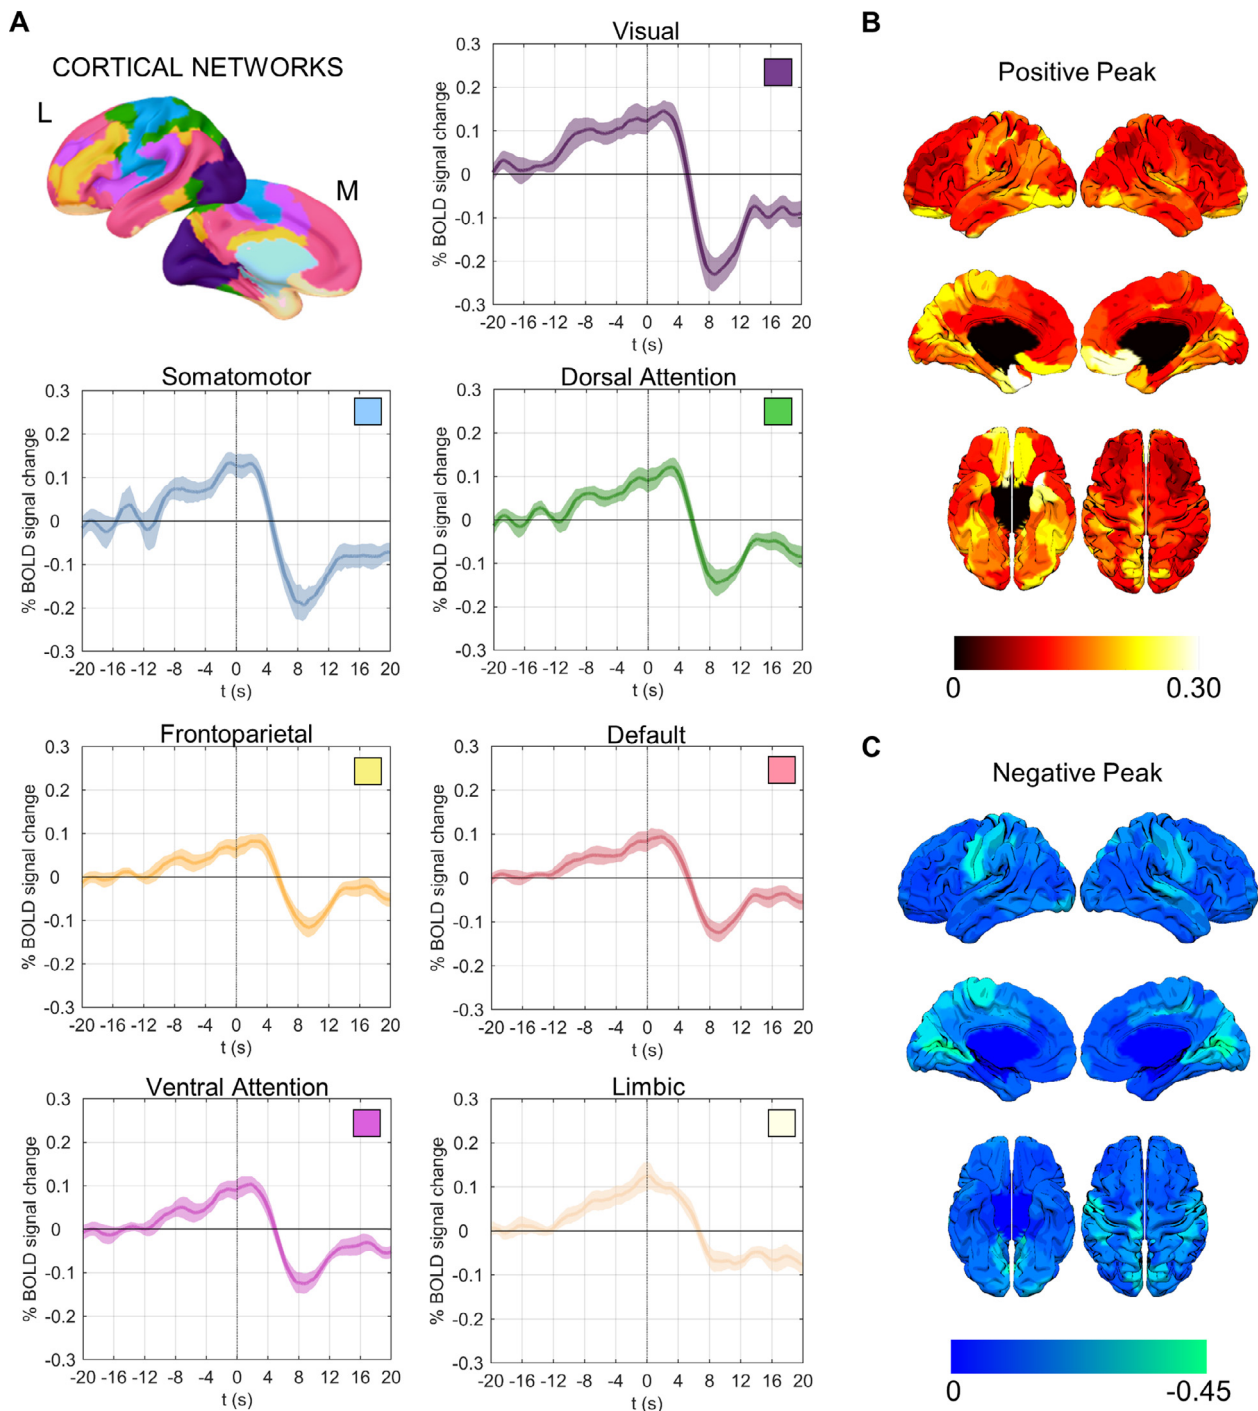 A
CORTICAL NETWORKS
L
M
Visual
% BOLD signal change
0.3
0.2
0.1
0
-0.1
-0.2
-0.3
-20 -16 -12 -8 -4 0 4 8 12 16 20
t (s)
Somatomotor
% BOLD signal change
0.3
0.2
0.1
0
-0.1
-0.2
-0.3
-20 -16 -12 -8 -4 0 4 8 12 16 20
t (s)
Dorsal Attention
% BOLD signal change
0.3
0.2
0.1
0
-0.1
-0.2
-0.3
-20 -16 -12 -8 -4 0 4 8 12 16 20
t (s)
Frontoparietal
% BOLD signal change
0.3
0.2
0.1
0
-0.1
-0.2
-0.3
-20 -16 -12 -8 -4 0 4 8 12 16 20
t (s)
Default
% BOLD signal change
0.3
0.2
0.1
0
-0.1
-0.2
-0.3
-20 -16 -12 -8 -4 0 4 8 12 16 20
t (s)
Ventral Attention
% BOLD signal change
0.3
0.2
0.1
0
-0.1
-0.2
-0.3
-20 -16 -12 -8 -4 0 4 8 12 16 20
t (s)
Limbic
% BOLD signal change
0.3
0.2
0.1
0
-0.1
-0.2
-0.3
-20 -16 -12 -8 -4 0 4 8 12 16 20
t (s)
B
Positive Peak
0 0.30
C
Negative Peak
0 -0.45